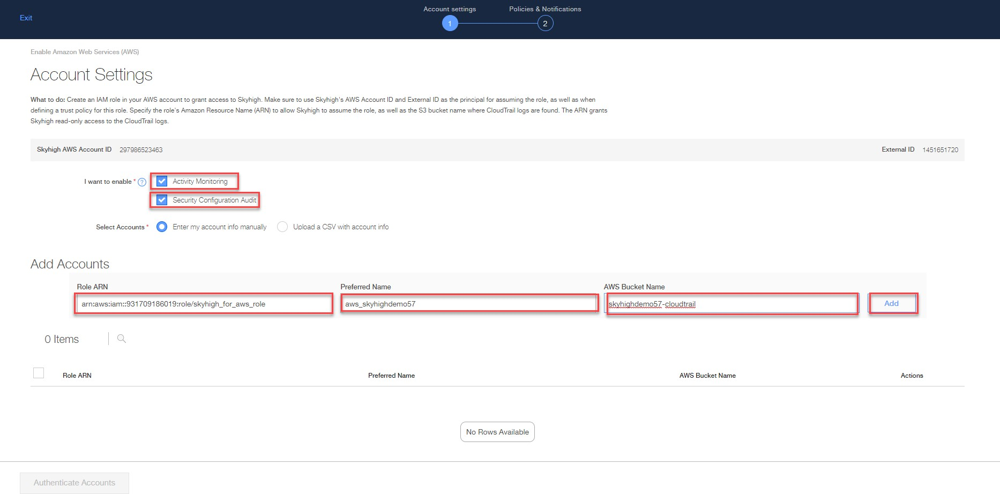 Exit
Account settings
Policies & Notifications
1
2
Enable Amazon Web Services (AWS)
Account Settings
What to do: Create an IAM role in your AWS account to grant access to Skyhigh. Make sure to use Skyhigh's AWS Account ID and External ID as the principal for assuming the role, as well as when
defining a trust policy for this role. Specify the role's Amazon Resource Name (ARN) to allow Skyhigh to assume the role, as well as the S3 bucket name where CloudTrail logs are found. The ARN grants
Skyhigh read-only access to the CloudTrail logs.
Skyhigh AWS Account ID 297986523463
External ID 1451651720
I want to enable * ? Activity Monitoring
Security Configuration Audit
Select Accounts * Enter my account info manually Upload a CSV with account info
Add Accounts
Role ARN Preferred Name AWS Bucket Name
arn:aws:iam::931709186019:role/skyhigh_for_aws_role aws_skyhighdemo57 skyhighdemo57-cloudtrail Add
0 Items
Role ARN Preferred Name AWS Bucket Name Actions
No Rows Available
Authenticate Accounts